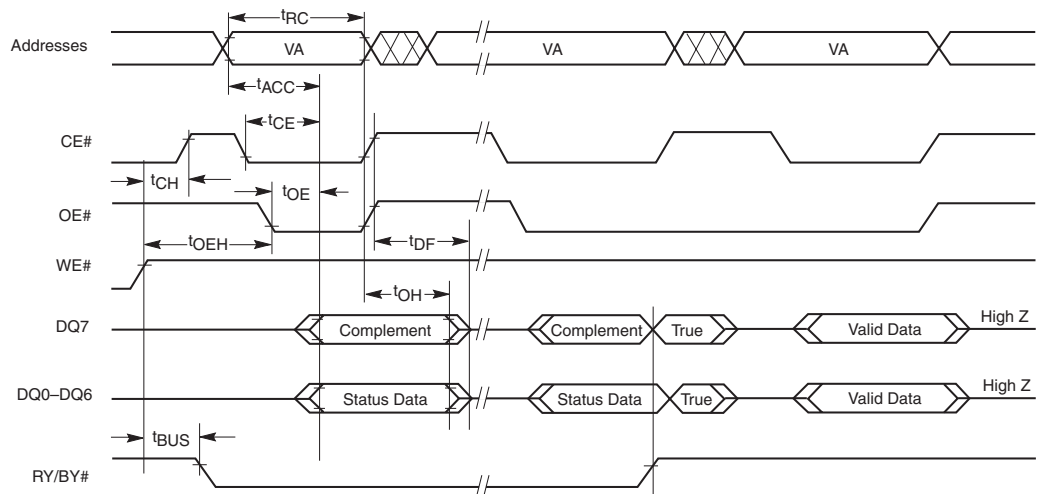 tRC
Addresses VA VA VA
tACC
tCE
CE#
tCH tOE
OE#
tOEH tDF
WE#
tOH
DQ7 Complement Complement True Valid Data High Z
DQ0–DQ6 Status Data Status Data True Valid Data High Z
tBUS
RY/BY#